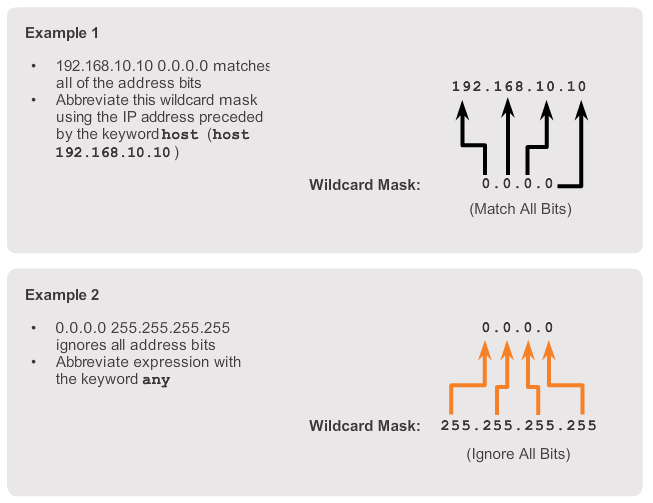 Example 1
• 192.168.10.10 0.0.0.0 matches
all of the address bits
• Abbreviate this wildcard mask
using the IP address preceded
by the keyword host (host
192.168.10.10 )
192.168.10.10
Wildcard Mask: 0.0.0.0
(Match All Bits)
Example 2
• 0.0.0.0 255.255.255.255
ignores all address bits
• Abbreviate expression with
the keyword any
0.0.0.0
Wildcard Mask: 255.255.255.255
(Ignore All Bits)